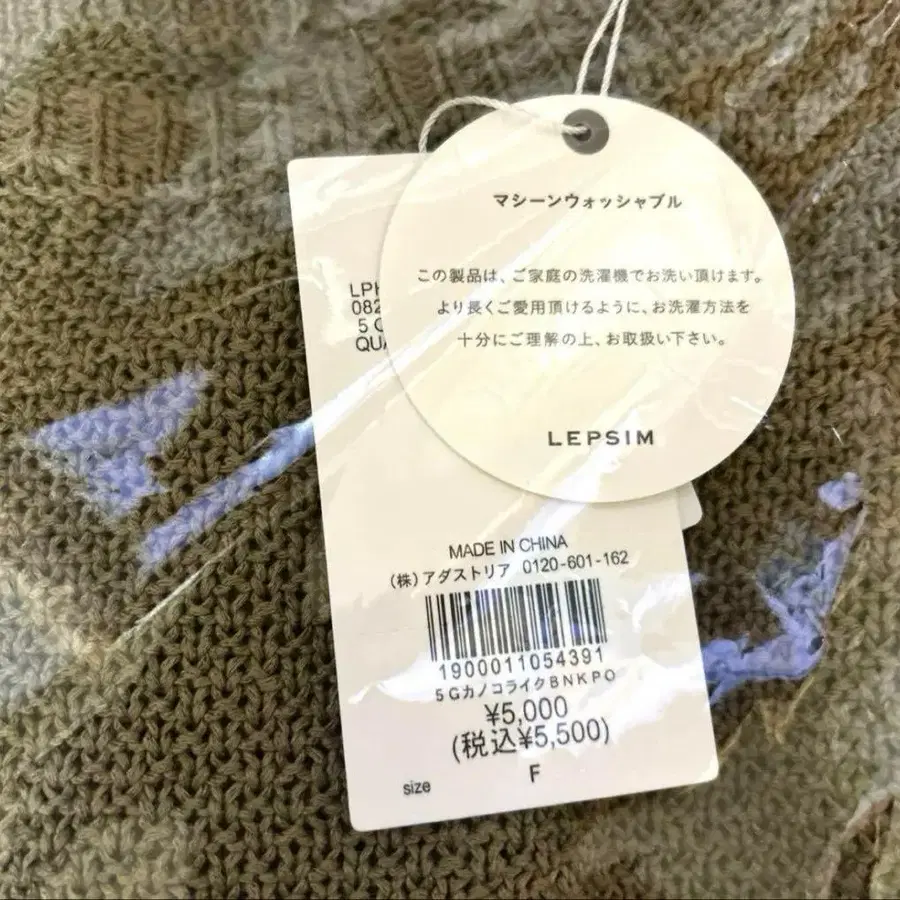 マシーンウォッシャブル
この製品は、ご家庭の洗濯機でお洗い頂けます。
より長くご愛用頂けるように、お洗濯方法を
十分にご理解の上、お取扱い下さい。
LEPSIM
MADE IN CHINA
(株)アダストリア 0120-601-162
1900011054391
5GカノコライクBNKPO
¥5,000
(税込¥5,500)
size F